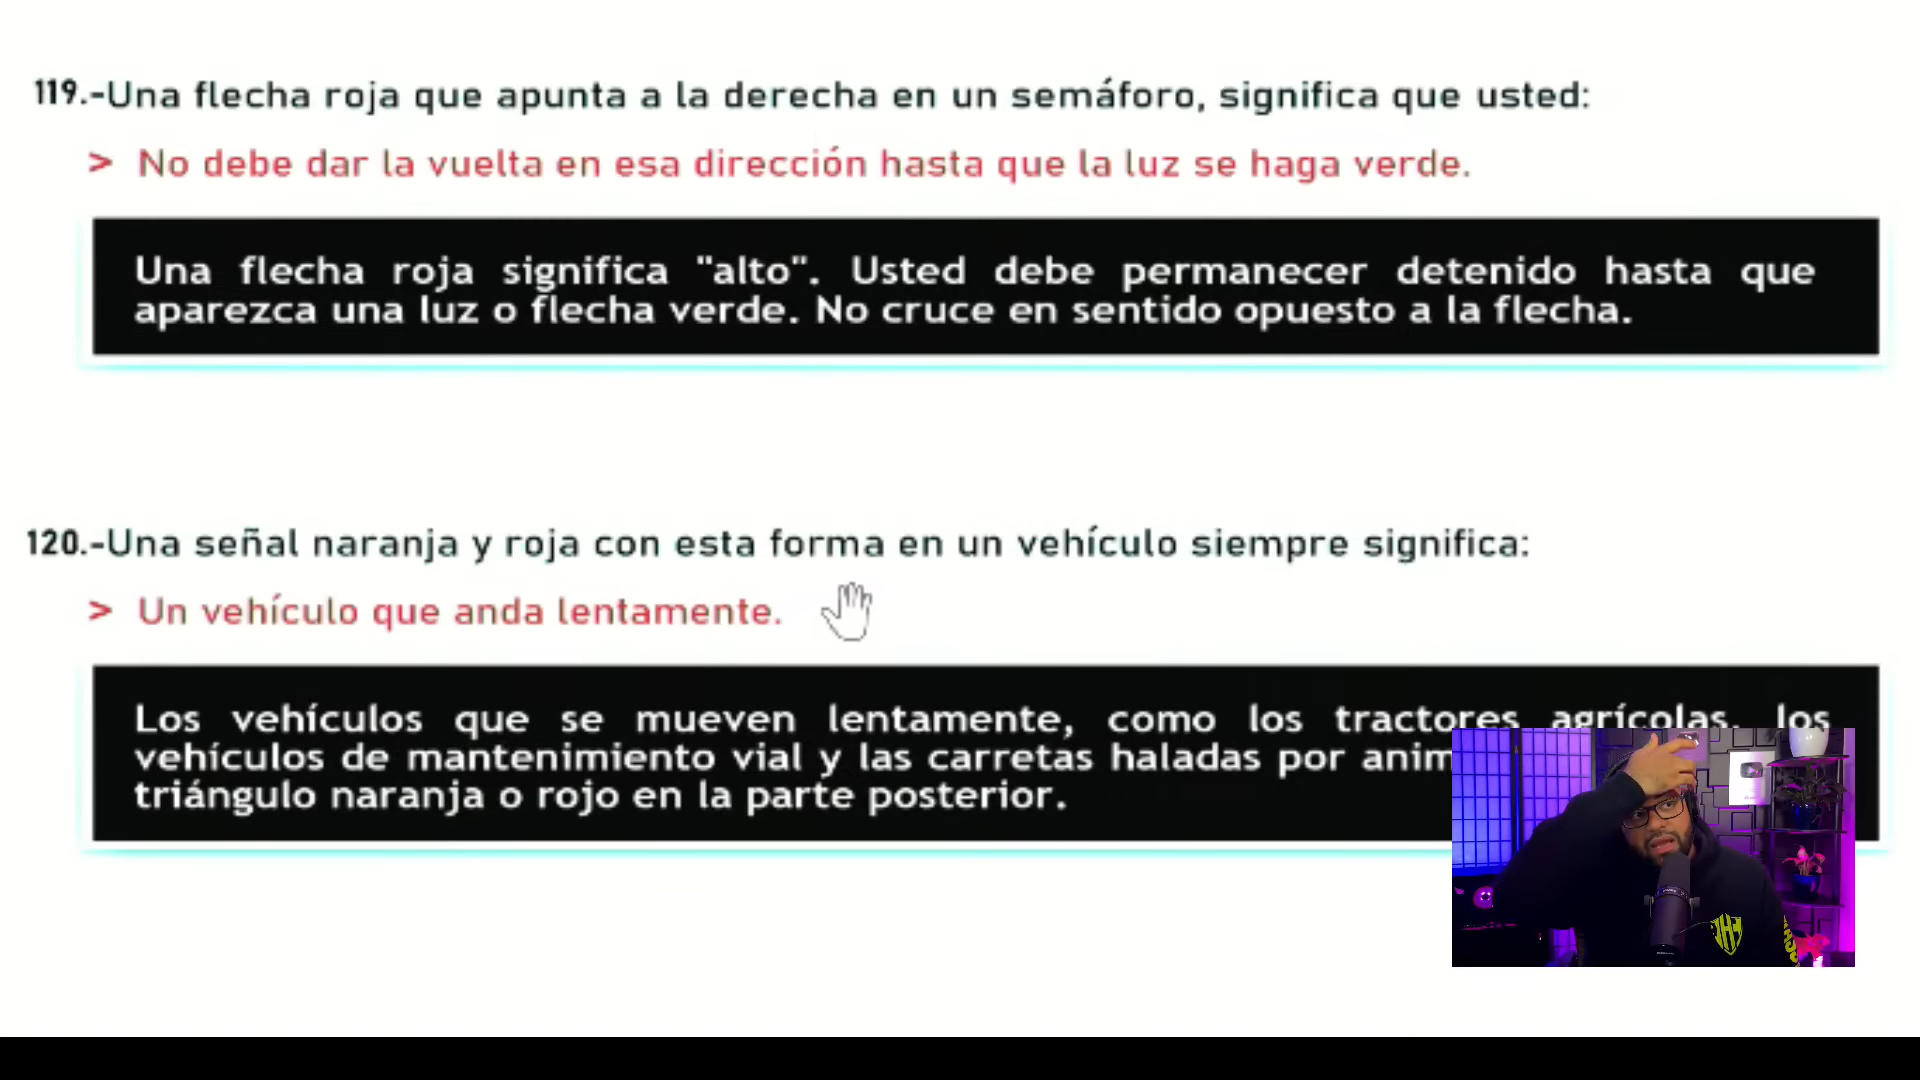 119.-Una flecha roja que apunta a la derecha en un semáforo, significa que usted:
> No debe dar la vuelta en esa dirección hasta que la luz se haga verde.
Una flecha roja significa "alto". Usted debe permanecer detenido hasta que
aparezca una luz o flecha verde. No cruce en sentido opuesto a la flecha.
120.-Una señal naranja y roja con esta forma en un vehículo siempre significa:
> Un vehículo que anda lentamente.
Los vehículos que se mueven lentamente, como los tractores agrícolas, los
vehículos de mantenimiento vial y las carretas haladas por
triángulo naranja o rojo en la parte posterior.